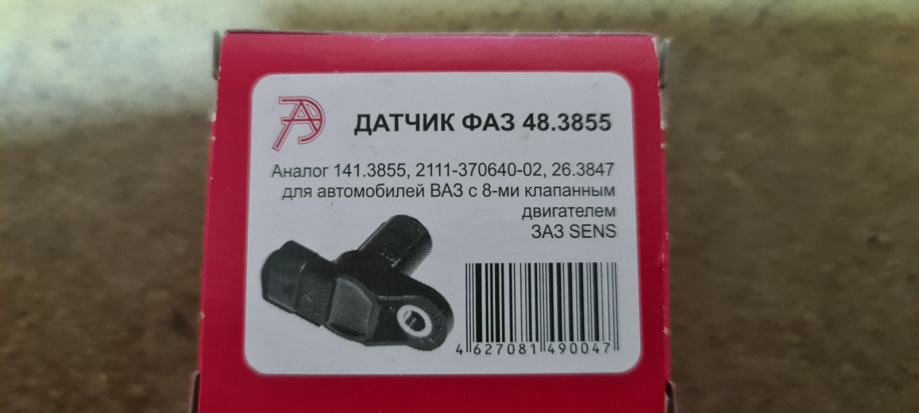 ДАТЧИК ФАЗ 48.3855
Аналог 141.3855, 2111-370640-02, 26.3847
для автомобилей ВАЗ с 8-ми клапанным
двигателем
ЗАЗ SENS
4 627081 490047